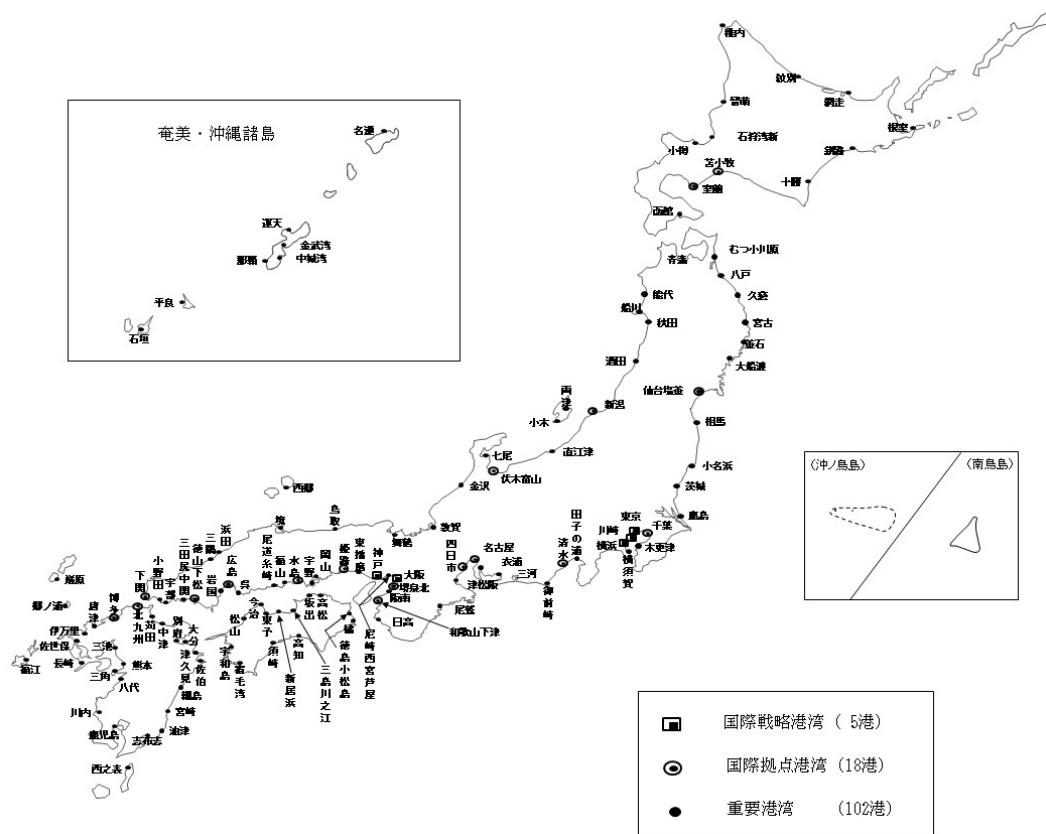 稚内
紋別
網走
留萌
根室
石狩湾新
小樽
釧路
苫小牧
十勝
室蘭
函館
奄美・沖縄諸島
名瀬
運天
金武湾
那覇
中城湾
平良
石垣
むつ小川原
青森
八戸
能代
久慈
船川
秋田
宮古
釜石
大船渡
酒田
仙台塩釜
両津
新潟
小木
相馬
直江津
七尾
伏木富山
小名浜
金沢
茨城
鹿島
(沖ノ鳥島)
(南鳥島)
西郷
境
鳥取
敦賀
舞鶴
東京
千葉
川崎
横浜
木更津
横須賀
田子の浦
清水
御前崎
名古屋
衣浦
三河
四日市
津松阪
尾鷲
浜田
三隅
徳山下松
三田尻中関
宇部
小野田
下関
岩国
広島
呉
尾道糸崎
福山
水島
宇野
岡山
姫路
東播磨
神戸
大阪
堺泉北
阪南
日高
和歌山下津
尼崎西宮芦屋
徳島小松島
橘
高松
坂出
三島川之江
新居浜
東予
今治
松山
宇和島
宿毛湾
須崎
高知
厳原
郷ノ浦
唐津
博多
北九州
苅田
中津
別府
大分
津久見
佐伯
細島
宮崎
油津
志布志
伊万里
佐世保
長崎
福江
三池
熊本
三角
八代
川内
鹿児島
西之表
国際戦略港湾 ( 5港)
国際拠点港湾 (18港)
重要港湾 (102港)